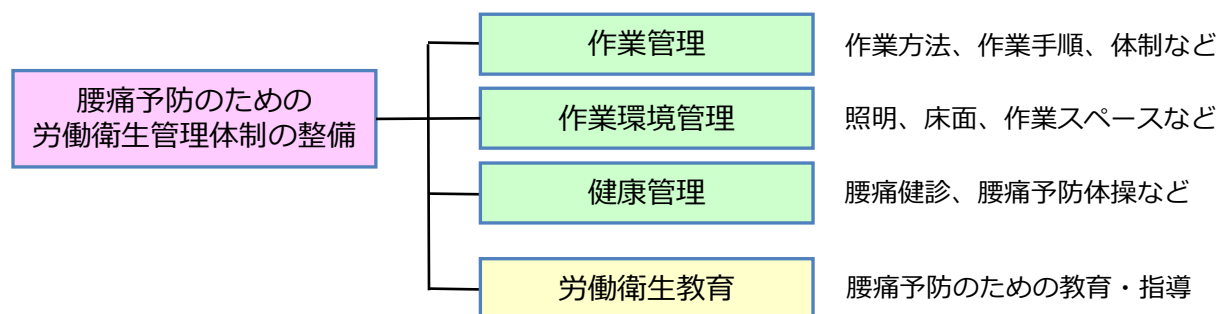 腰痛予防のための
労働衛生管理体制の整備
作業管理 作業方法、作業手順、体制など
作業環境管理 照明、床面、作業スペースなど
健康管理 腰痛健診、腰痛予防体操など
労働衛生教育 腰痛予防のための教育・指導